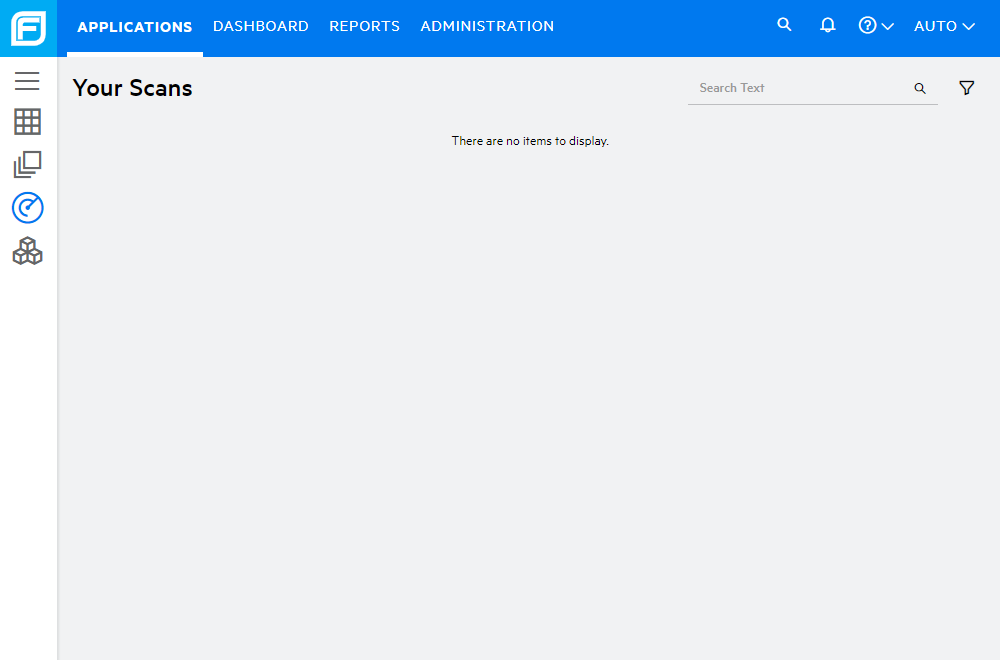 APPLICATIONS DASHBOARD REPORTS ADMINISTRATION AUTO
Your Scans
Search Text
There are no items to display.